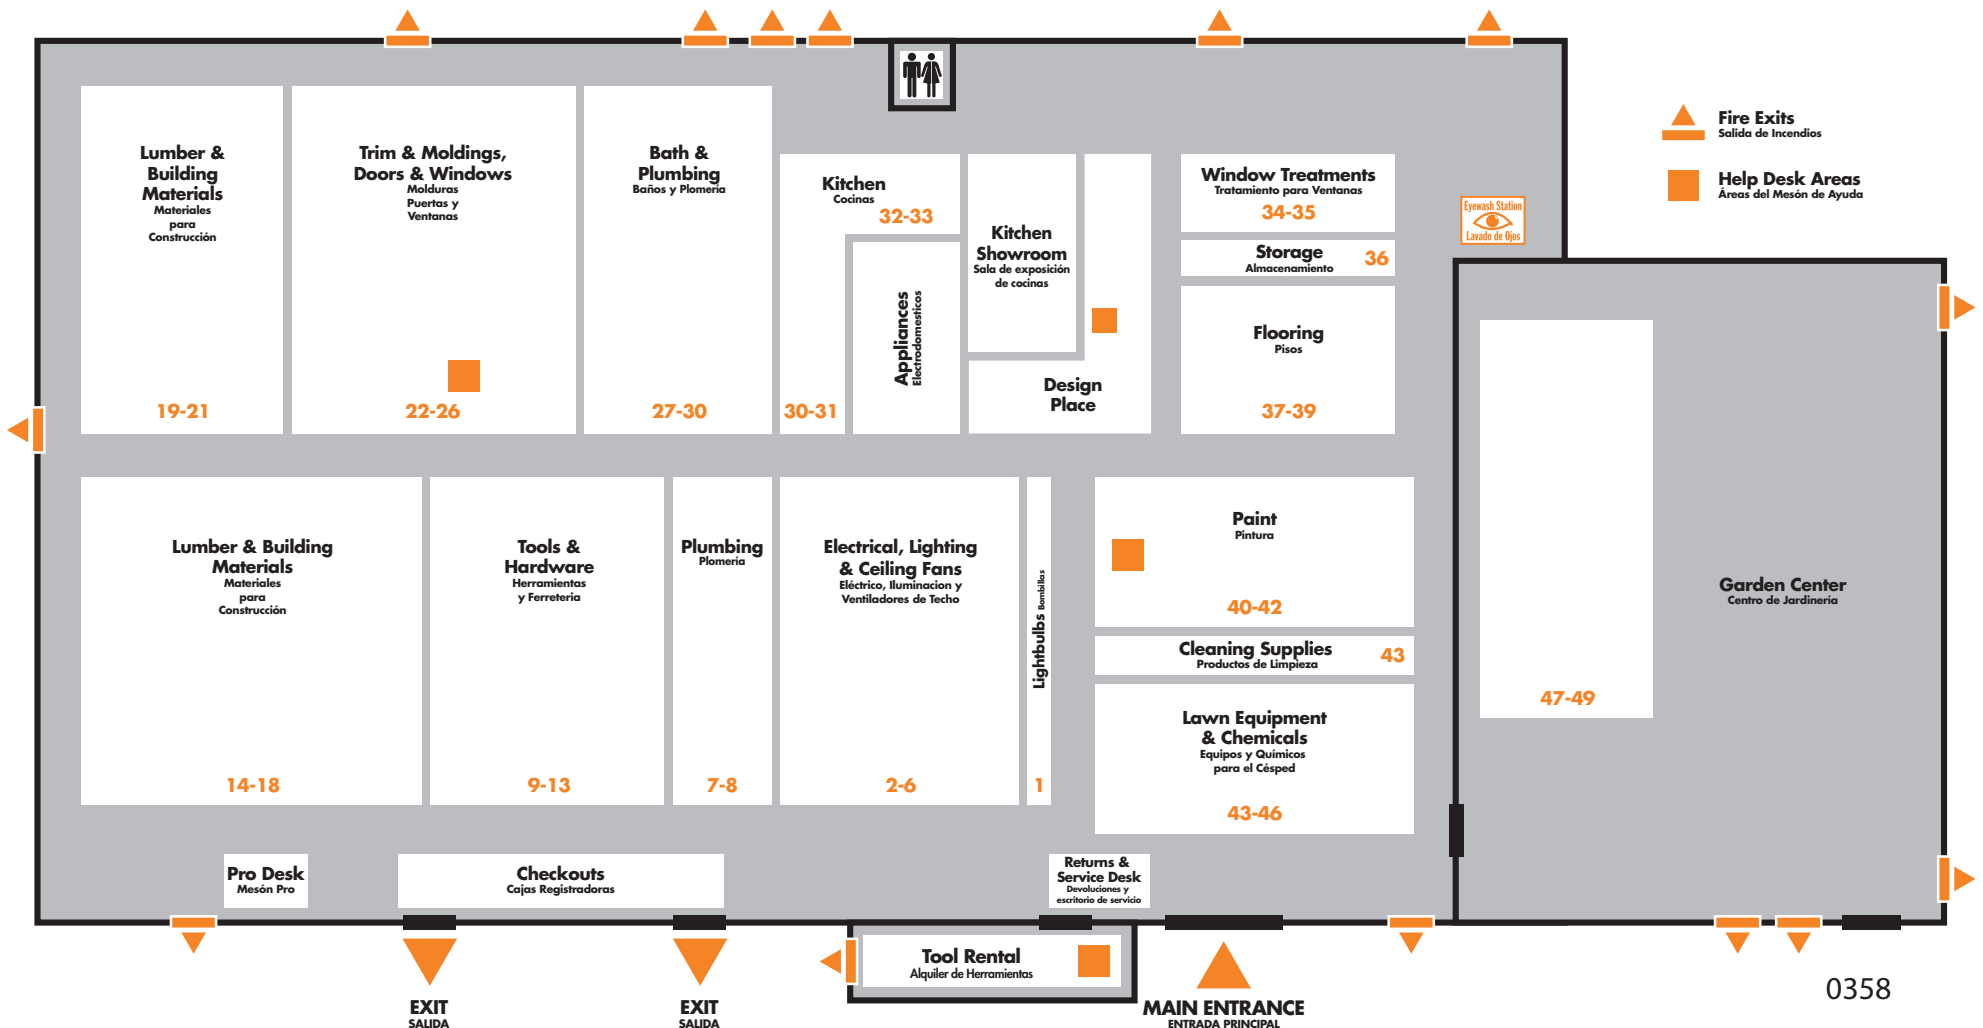 Lumber &
Building
Materials
Materiales
para
Construcción
19-21
Trim & Moldings,
Doors & Windows
Molduras
Puertas y
Ventanas
22-26
Bath &
Plumbing
Baños y Plomería
27-30
Kitchen
Cocinas
32-33
30-31
Appliances
Electrodomesticos
Kitchen
Showroom
Sala de exposición
de cocinas
Design
Place
Window Treatments
Tratamiento para Ventanas
34-35
Storage
Almacenamiento
36
Flooring
Pisos
37-39
Eyewash Station
Lavado de Ojos
Fire Exits
Salida de Incendios
Help Desk Areas
Áreas del Mesón de Ayuda
Lumber & Building
Materials
Materiales
para
Construcción
14-18
Tools &
Hardware
Herramientas
y Ferreteria
9-13
Plumbing
Plomería
7-8
Electrical, Lighting
& Ceiling Fans
Eléctrico, Iluminacion y
Ventiladores de Techo
2-6
Lightbulbs Bombillas
1
Paint
Pintura
40-42
Cleaning Supplies
Productos de Limpieza
43
Lawn Equipment
& Chemicals
Equipos y Químicos
para el Césped
43-46
Garden Center
Centro de Jardinería
47-49
Pro Desk
Mesón Pro
Checkouts
Cajas Registradoras
Returns &
Service Desk
Devoluciones y
escritorio de servicio
Tool Rental
Alquiler de Herramientas
EXIT
SALIDA
EXIT
SALIDA
MAIN ENTRANCE
ENTRADA PRINCIPAL
0358